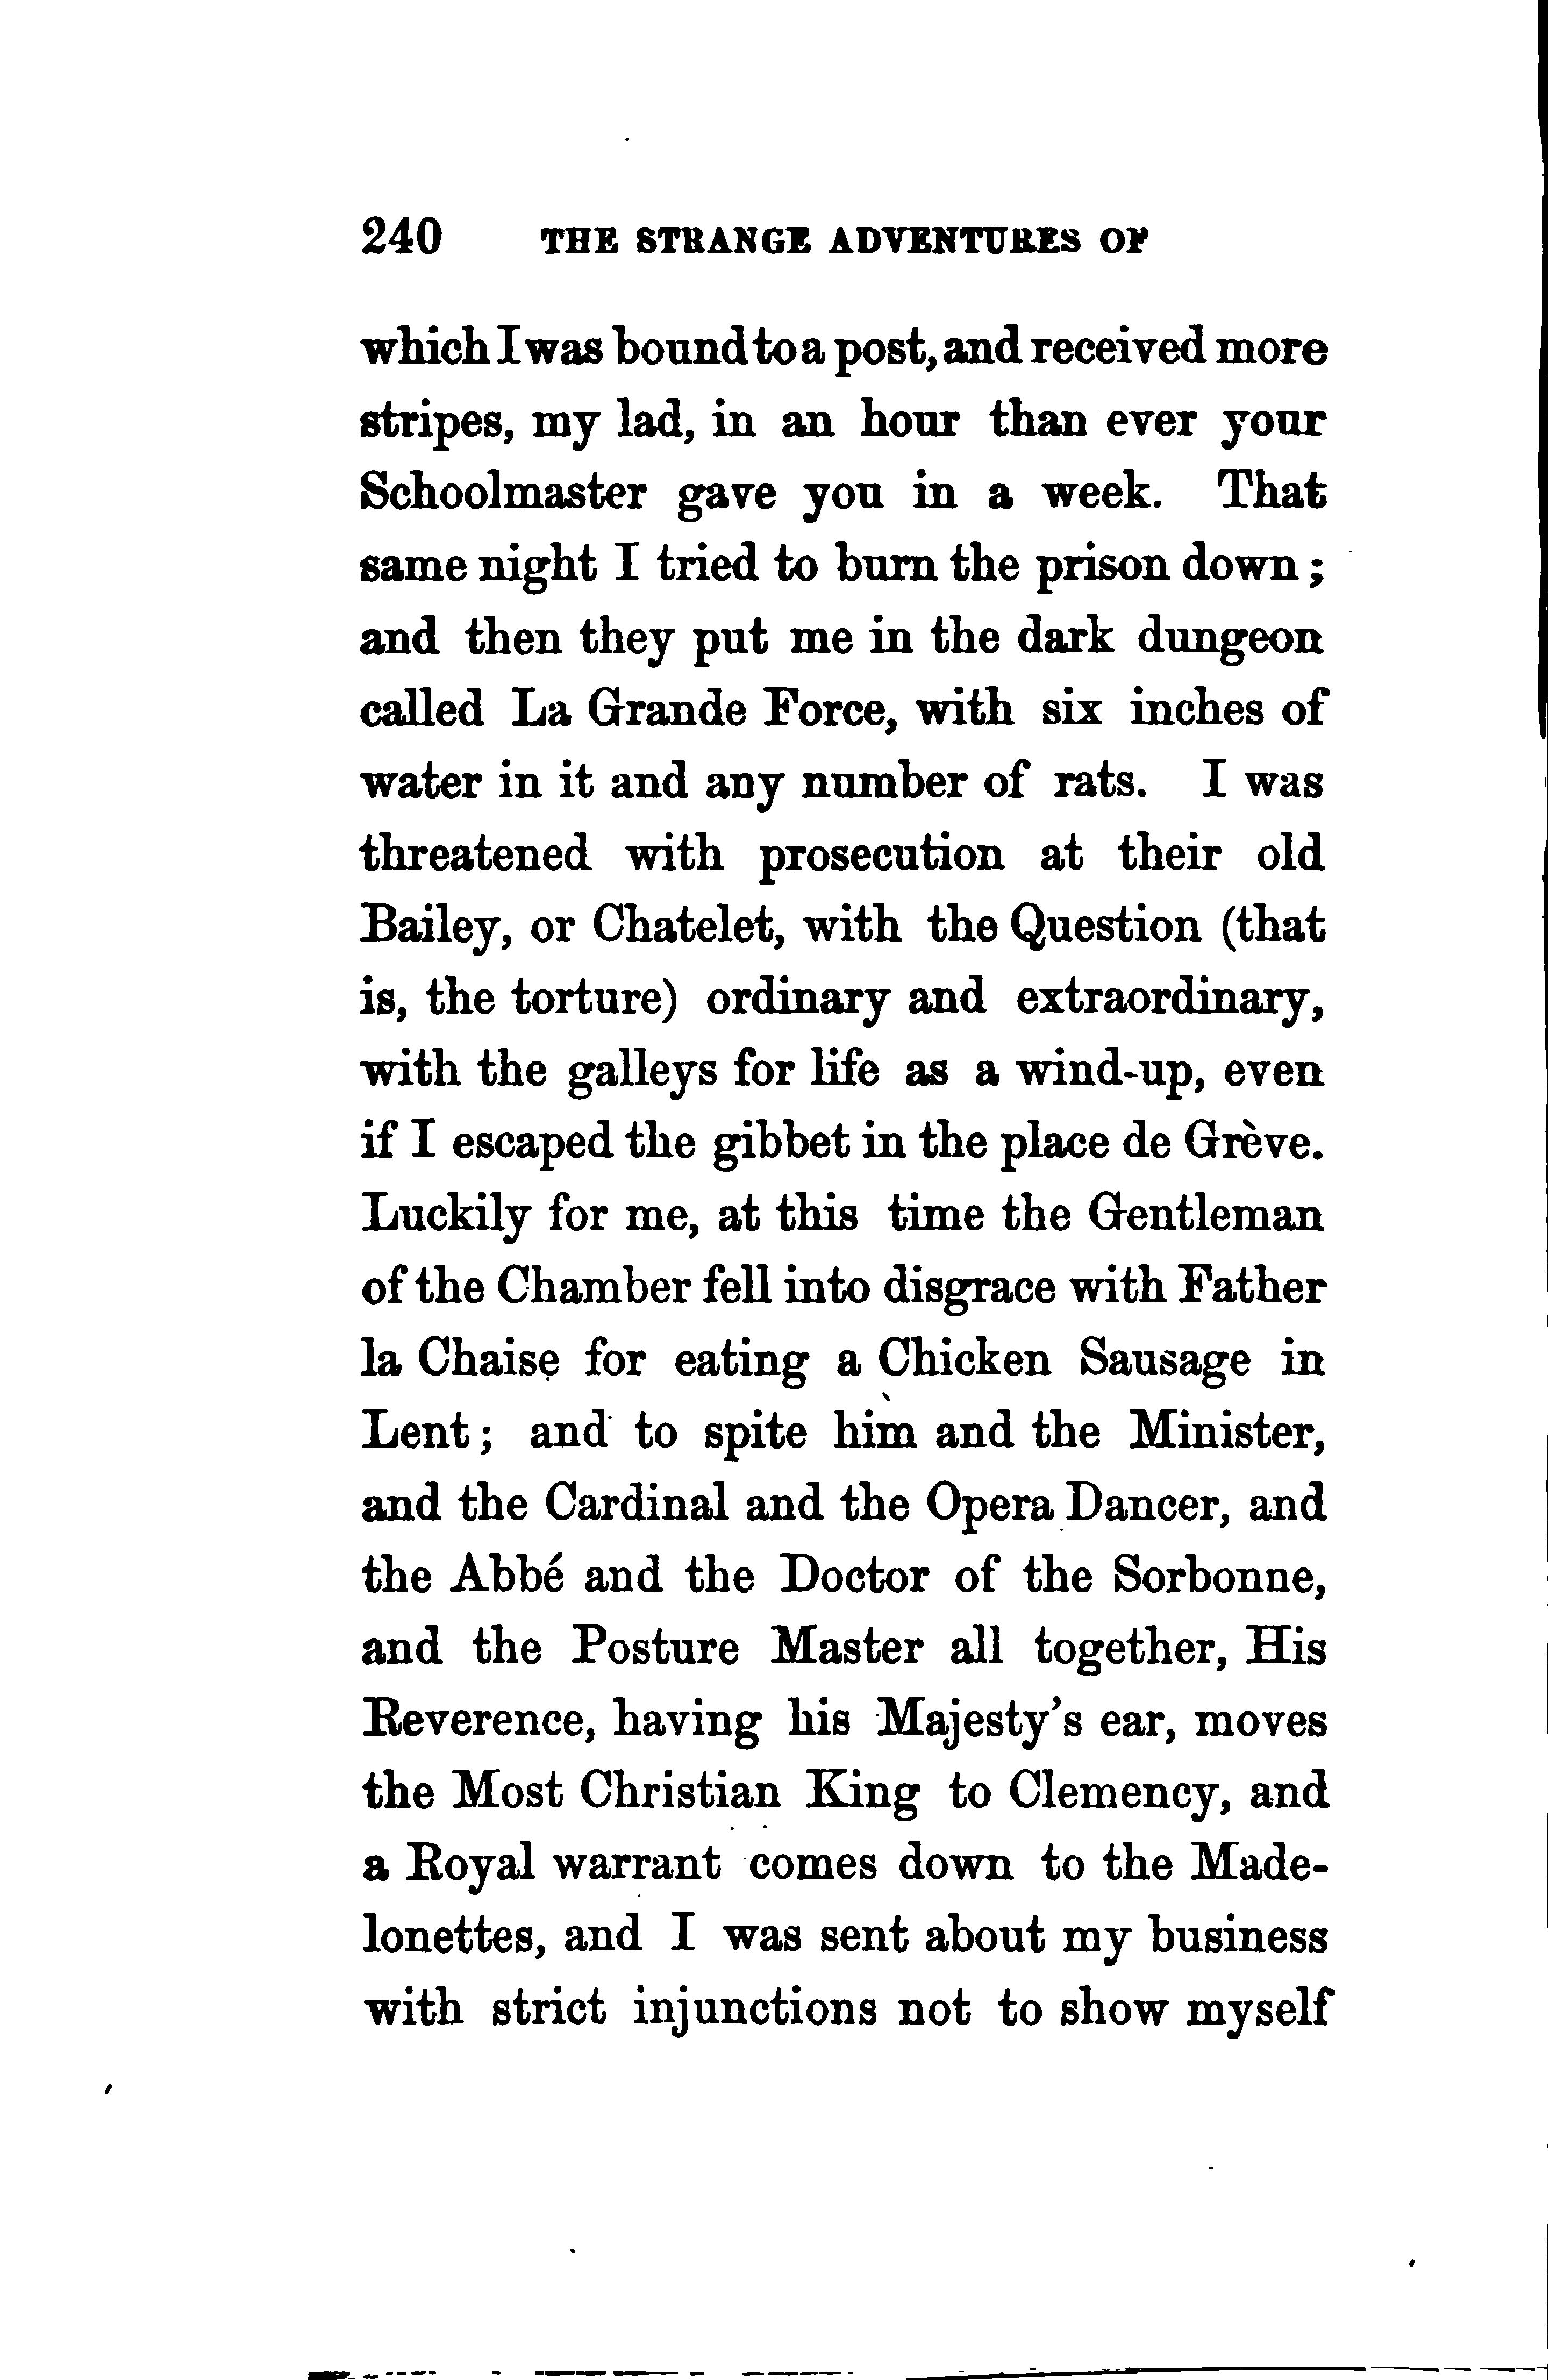 240 THE STRANGE ADVENTURES OF
which I was bound to a post, and received more
stripes, my lad, in an hour than ever your
Schoolmaster gave you in a week. That
same night I tried to burn the prison down;
and then they put me in the dark dungeon
called La Grande Force, with six inches of
water in it and any number of rats. I was
threatened with prosecution at their old
Bailey, or Chatelet, with the Question (that
is, the torture) ordinary and extraordinary,
with the galleys for life as a wind-up, even
if I escaped the gibbet in the place de Grève.
Luckily for me, at this time the Gentleman
of the Chamber fell into disgrace with Father
la Chaise for eating a Chicken Sausage in
Lent; and to spite him and the Minister,
and the Cardinal and the Opera Dancer, and
the Abbé and the Doctor of the Sorbonne,
and the Posture Master all together, His
Reverence, having his Majesty's ear, moves
the Most Christian King to Clemency, and
a Royal warrant comes down to the Made-
lonettes, and I was sent about my business
with strict injunctions not to show myself